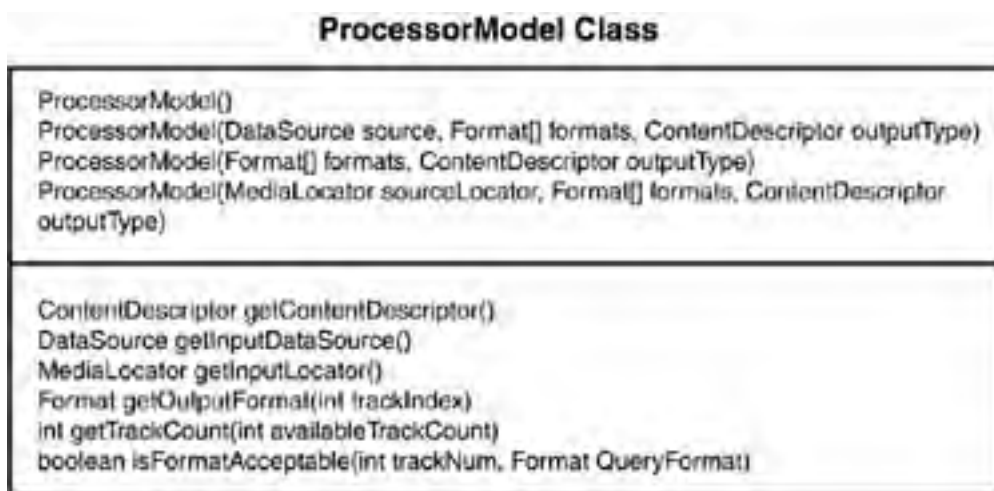 ProcessorModel Class
ProcessorModel()
ProcessorModel(DataSource source, Format[] formats, ContentDescriptor outputType)
ProcessorModel(Format[] formats, ContentDescriptor outputType)
ProcessorModel(MediaLocator sourceLocator, Format[] formats, ContentDescriptor
outputType)
ContentDescriptor getContentDescriptor()
DataSource getInputDataSource()
MediaLocator getInputLocator()
Format getOutputFormat(int trackIndex)
int getTrackCount(int availableTrackCount)
boolean isFormatAcceptable(int trackNum, Format QueryFormat)